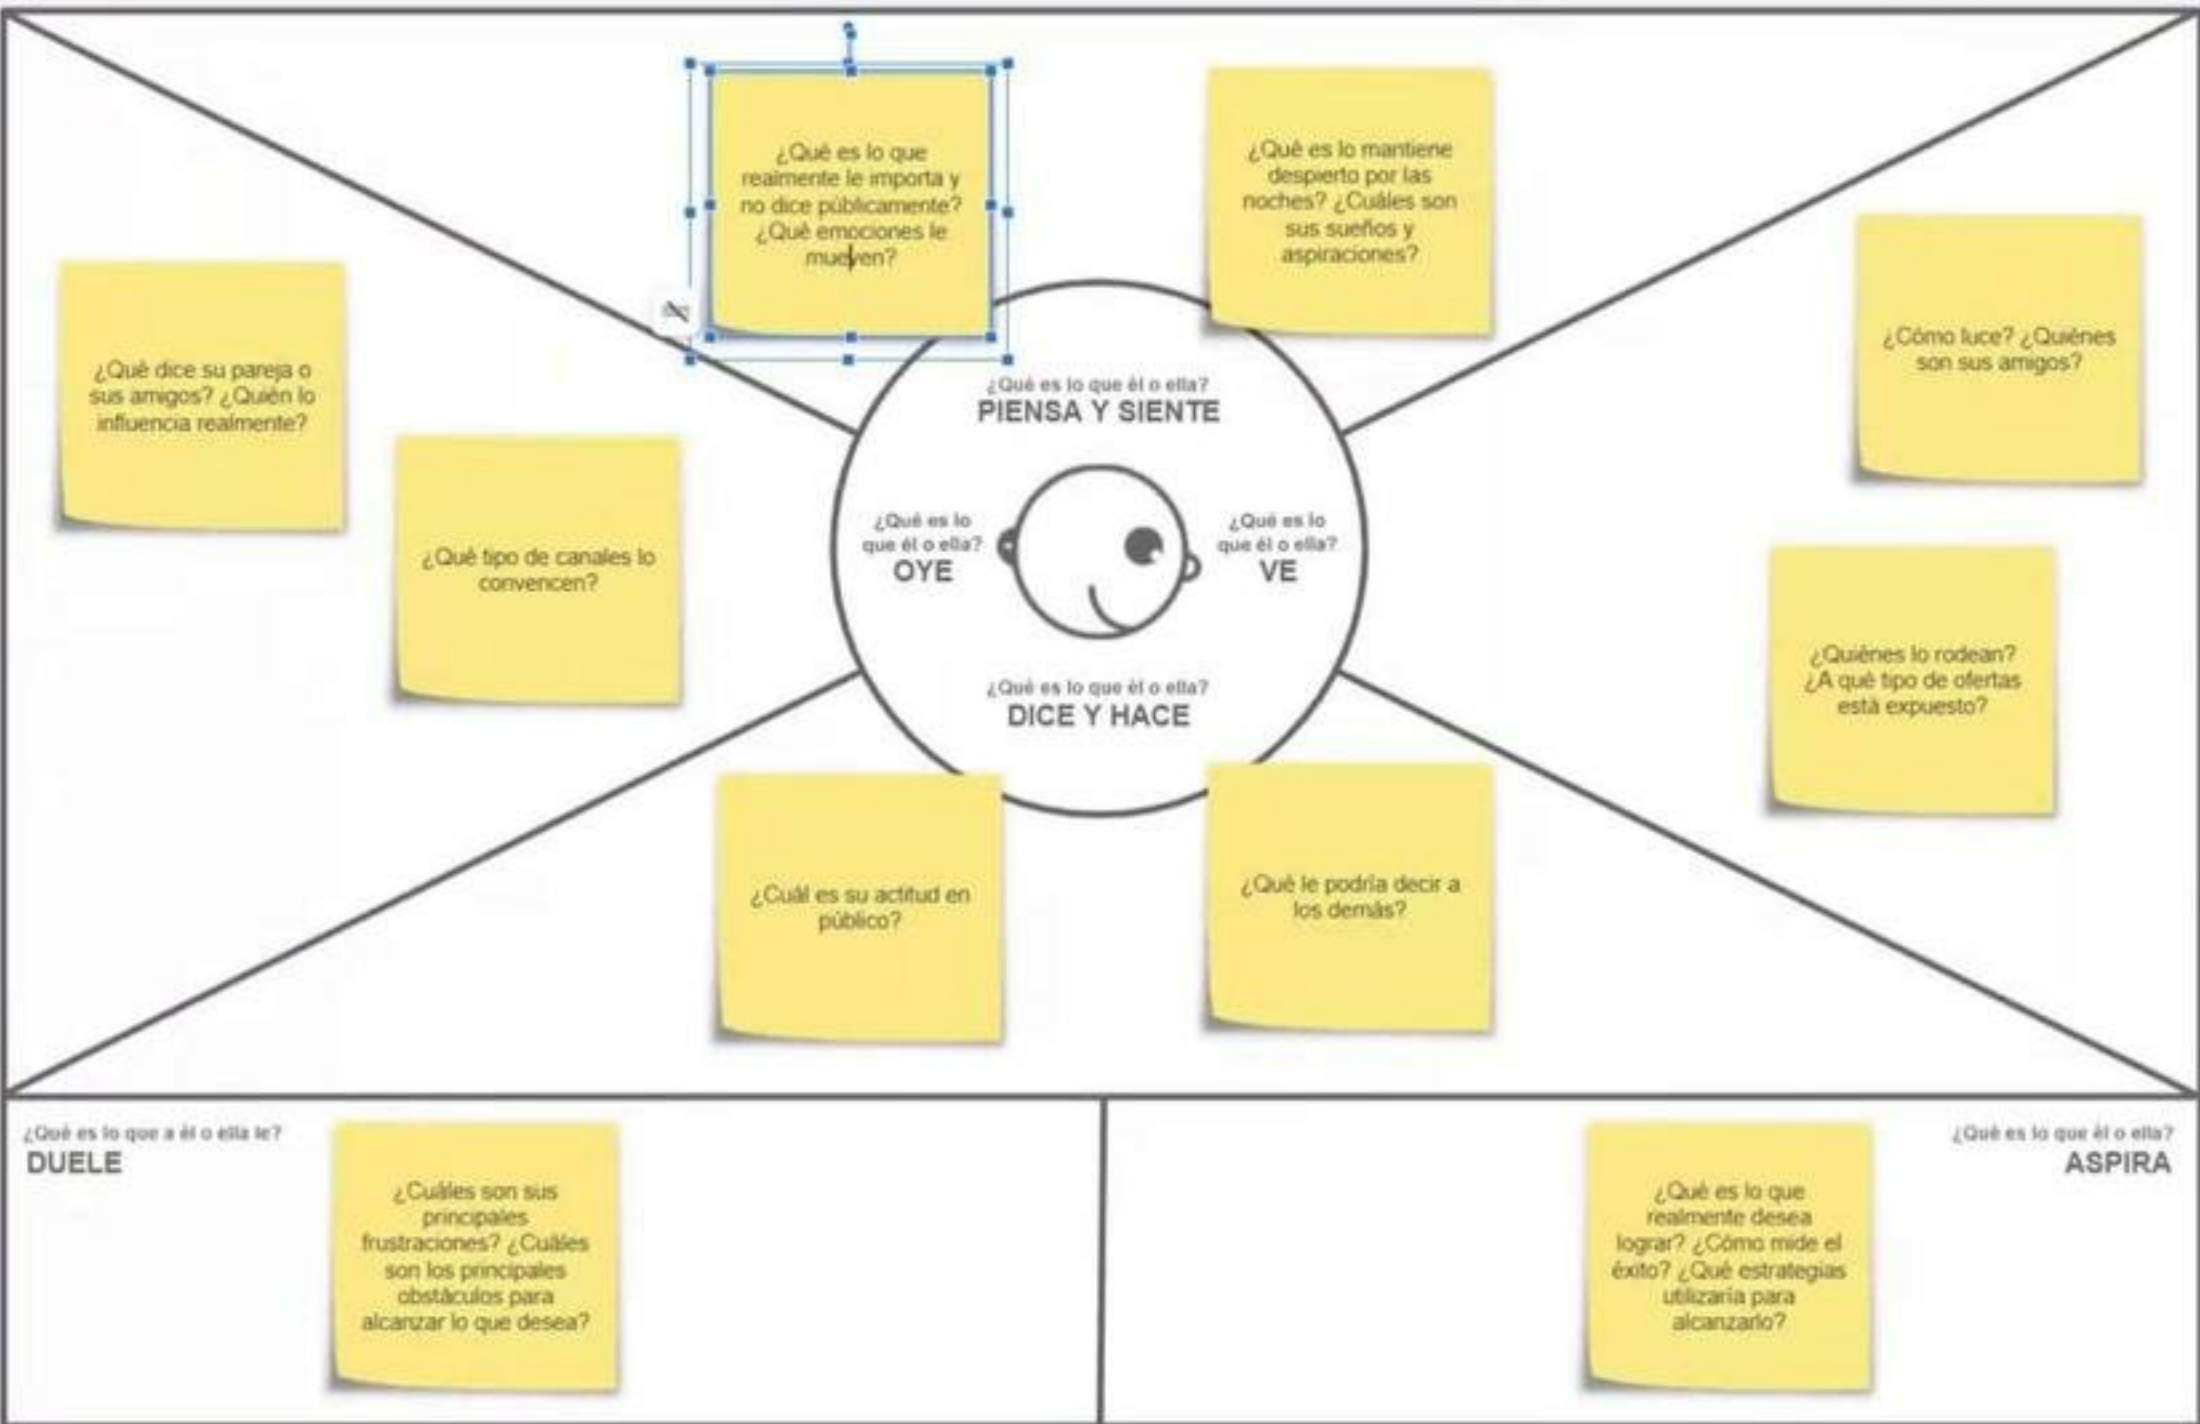 ¿Qué es lo que
realmente le importa y
no dice públicamente?
¿Qué emociones le
mueven?
¿Qué es lo mantiene
despierto por las
noches? ¿Cuáles son
sus sueños y
aspiraciones?
¿Qué dice su pareja o
sus amigos? ¿Quién lo
influencia realmente?
¿Qué tipo de canales lo
convencen?
¿Cómo luce? ¿Quiénes
son sus amigos?
¿Quiénes lo rodean?
¿A qué tipo de ofertas
está expuesto?
¿Qué es lo que él o ella?
PIENSA Y SIENTE
¿Qué es lo
que él o ella?
OYE
¿Qué es lo
que él o ella?
VE
¿Qué es lo que él o ella?
DICE Y HACE
¿Cuál es su actitud en
público?
¿Qué le podría decir a
los demás?
¿Qué es lo que a él o ella le?
DUELE
¿Cuáles son sus
principales
frustraciones? ¿Cuáles
son los principales
obstáculos para
alcanzar lo que desea?
¿Qué es lo que
realmente desea
lograr? ¿Cómo mide el
éxito? ¿Qué estrategias
utilizaría para
alcanzarlo?
¿Qué es lo que él o ella?
ASPIRA